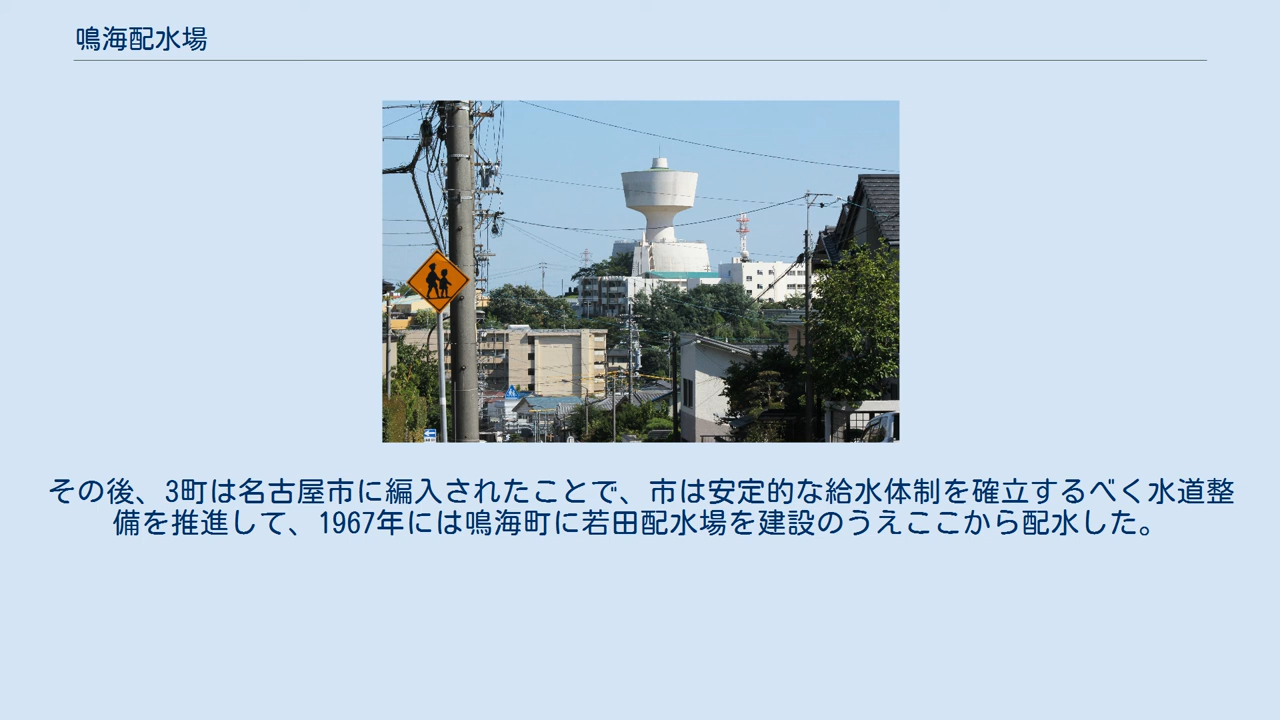 鳴海配水場
その後、3町は名古屋市に編入されたことで、市は安定的な給水体制を確立するべく水道整
備を推進して、1967年には鳴海町に若田配水場を建設のうえここから配水した。